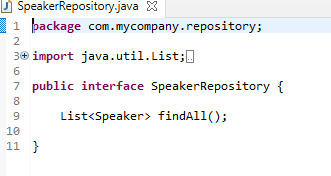 SpeakerRepository.java
1 package com.mycompany.repository;
2
3 import java.util.List;
6
7 public interface SpeakerRepository {
8
9 List<Speaker> findAll();
10
11 }